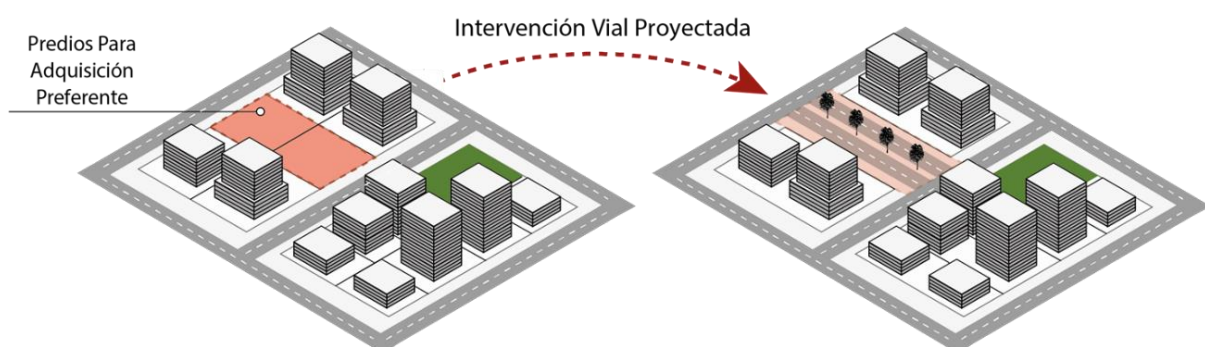 Intervención Vial Proyectada
Predios Para
Adquisición
Preferente